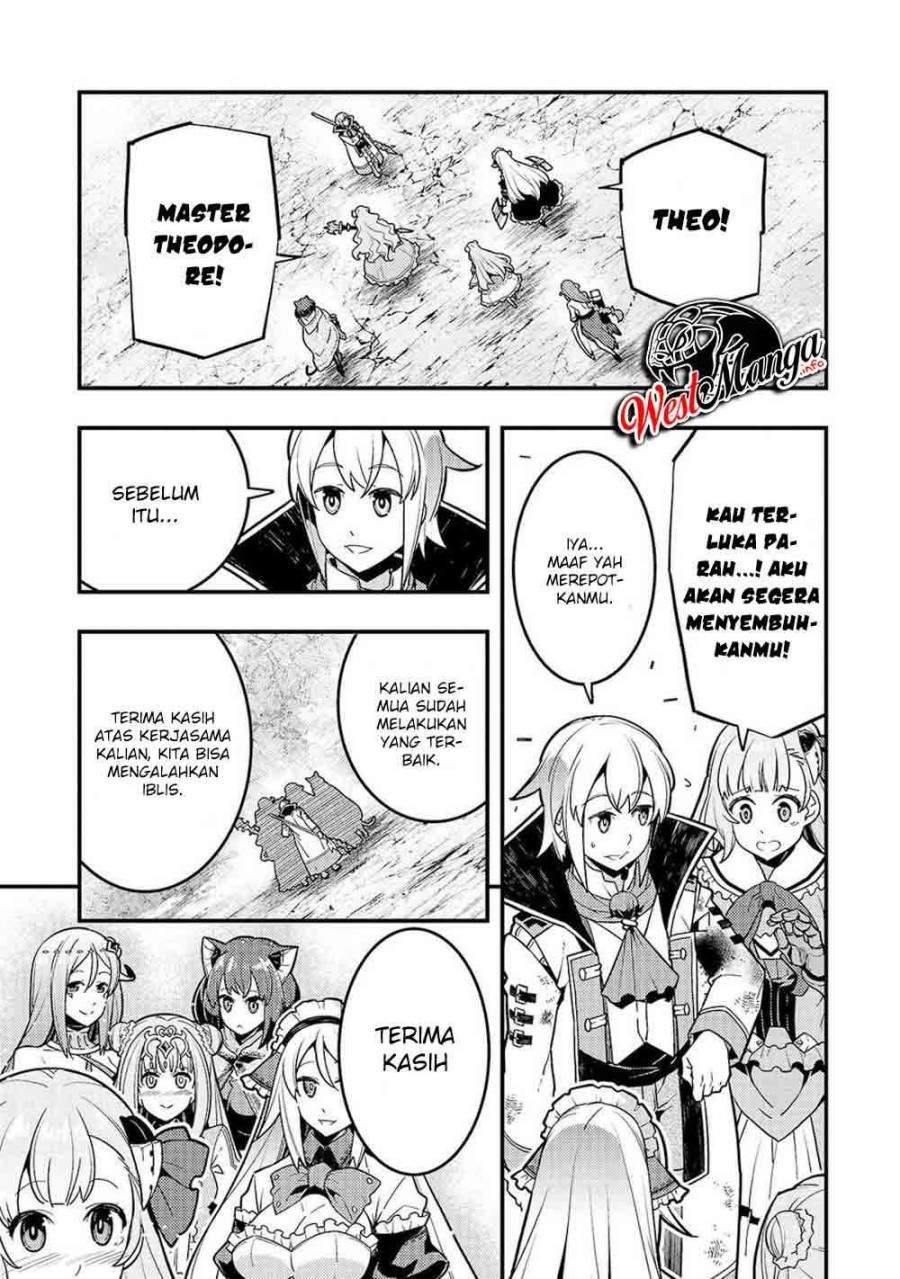 THEO!
MASTER
THEODO-
RE!
WestManga
.info
KAU TER-
LUKA PA-
RAH...! AKU
AKAN SEGERA
MENYEMBUH-
KANMU!
IYA...
MAAF YAH
MEREPOT-
KANMU.
SEBELUM
ITU...
KALIAN SE-
MUA SUDAH
MELAKUKAN
YANG TER-
BAIK.
TERIMA KASIH
ATAS KERJASAMA
KALIAN, KITA BISA
MENGALAHKAN
IBLIS.
TERIMA
KASIH